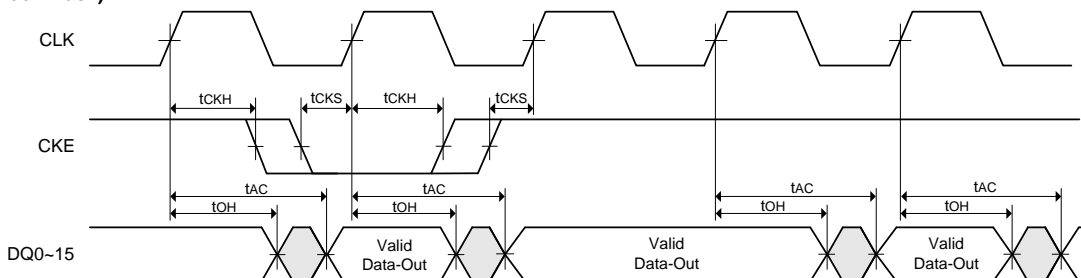 CLK
tCKH tCKS tCKH tCKS
CKE
tAC tAC tAC tAC
tOH tOH tOH tOH
DQ0~15
Valid Data-Out
Valid Data-Out
Valid Data-Out